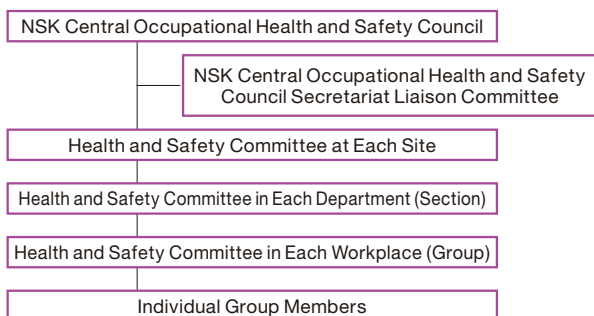 NSK Central Occupational Health and Safety Council
NSK Central Occupational Health and Safety
Council Secretariat Liaison Committee
Health and Safety Committee at Each Site
Health and Safety Committee in Each Department (Section)
Health and Safety Committee in Each Workplace (Group)
Individual Group Members